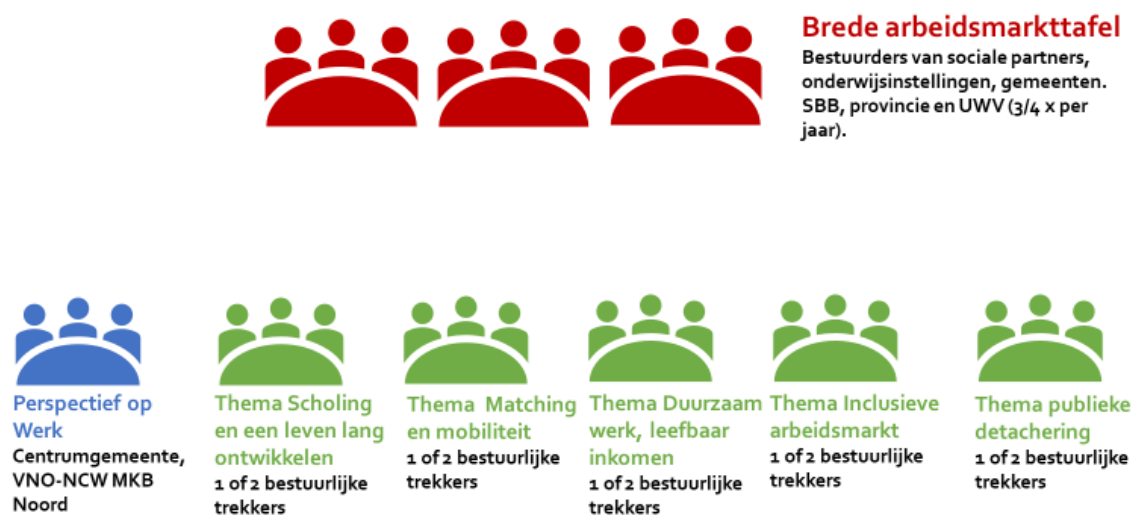 Brede arbeidsmarkttafel
Bestuurders van sociale partners,
onderwijsinstellingen, gemeenten.
SBB, provincie en UWV (3/4 x per
jaar).
Perspectief op
Werk
Centrumgemeente,
VNO-NCW MKB
Noord
Thema Scholing
en een leven lang
ontwikkelen
1 of 2 bestuurlijke
trekkers
Thema Matching
en mobiliteit
1 of 2 bestuurlijke
trekkers
Thema Duurzaam
werk, leefbaar
inkomen
1 of 2 bestuurlijke
trekkers
Thema Inclusieve
arbeidsmarkt
1 of 2 bestuurlijke
trekkers
Thema publieke
detachering
1 of 2 bestuurlijke
trekkers